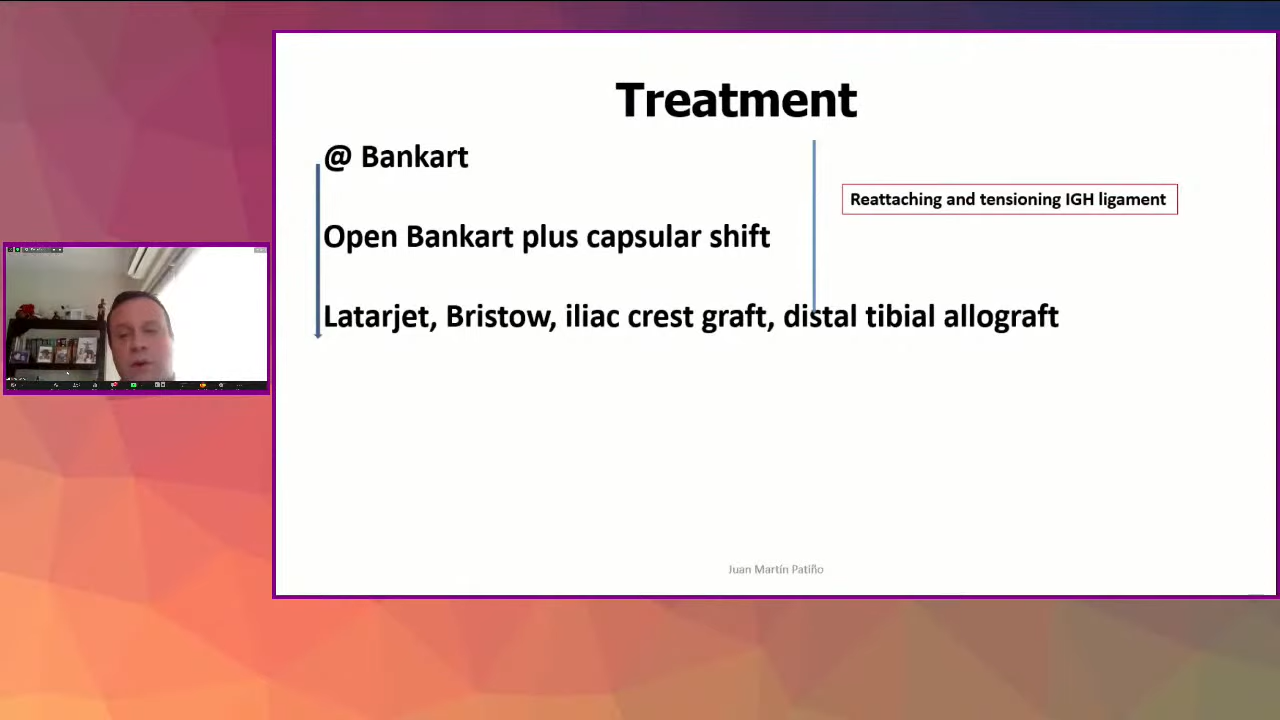 Treatment
@ Bankart
Reattaching and tensioning IGH ligament
Open Bankart plus capsular shift
Latarjet, Bristow, iliac crest graft, distal tibial allograft
Juan Martín Patiño